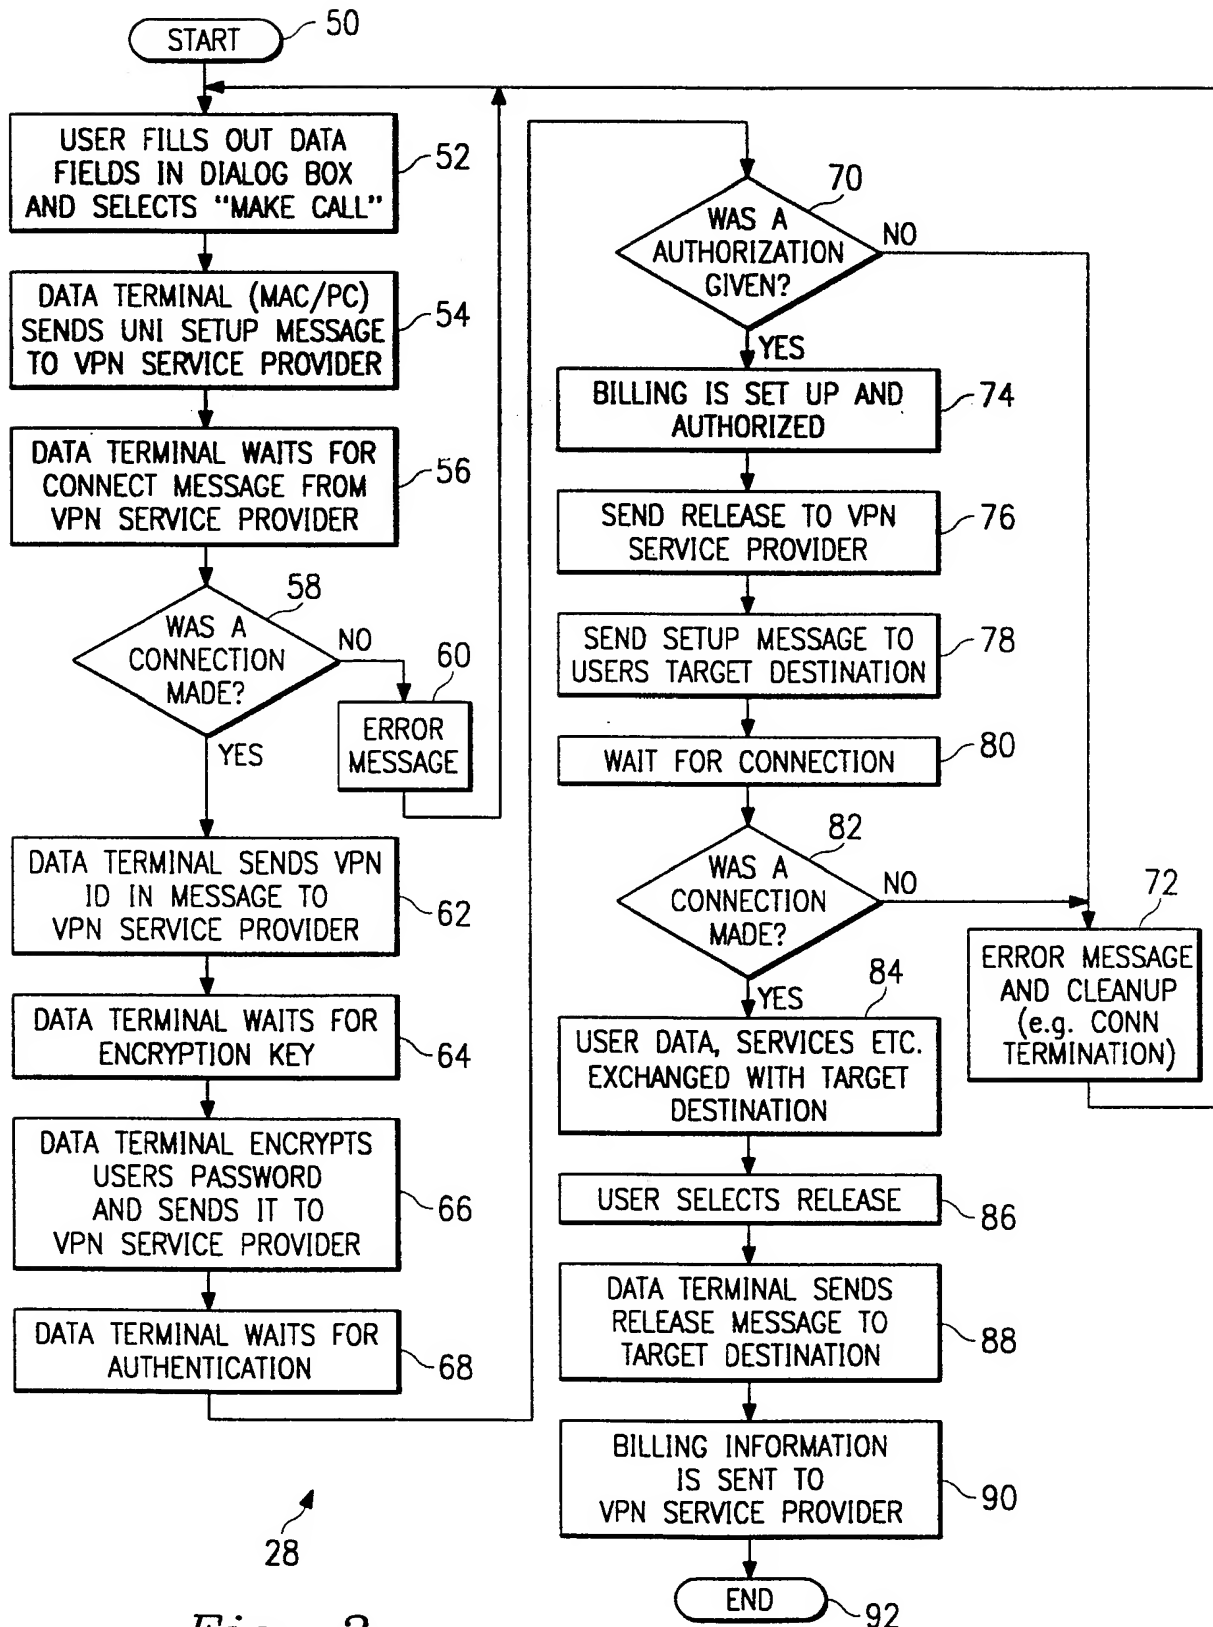 START
50
USER FILLS OUT DATA
FIELDS IN DIALOG BOX
AND SELECTS "MAKE CALL"
52
DATA TERMINAL (MAC/PC)
SENDS UNI SETUP MESSAGE
TO VPN SERVICE PROVIDER
54
DATA TERMINAL WAITS FOR
CONNECT MESSAGE FROM
VPN SERVICE PROVIDER
56
WAS A
CONNECTION
MADE?
58
NO
YES
60
ERROR
MESSAGE
DATA TERMINAL SENDS VPN
ID IN MESSAGE TO
VPN SERVICE PROVIDER
62
DATA TERMINAL WAITS FOR
ENCRYPTION KEY
64
DATA TERMINAL ENCRYPTS
USERS PASSWORD
AND SENDS IT TO
VPN SERVICE PROVIDER
66
DATA TERMINAL WAITS FOR
AUTHENTICATION
68
WAS A
AUTHORIZATION
GIVEN?
70
NO
YES
BILLING IS SET UP AND
AUTHORIZED
74
SEND RELEASE TO VPN
SERVICE PROVIDER
76
SEND SETUP MESSAGE TO
USERS TARGET DESTINATION
78
WAIT FOR CONNECTION
80
WAS A
CONNECTION
MADE?
82
NO
YES
72
ERROR MESSAGE
AND CLEANUP
(e.g. CONN
TERMINATION)
84
USER DATA, SERVICES ETC.
EXCHANGED WITH TARGET
DESTINATION
USER SELECTS RELEASE
86
DATA TERMINAL SENDS
RELEASE MESSAGE TO
TARGET DESTINATION
88
BILLING INFORMATION
IS SENT TO
VPN SERVICE PROVIDER
90
END
92
28